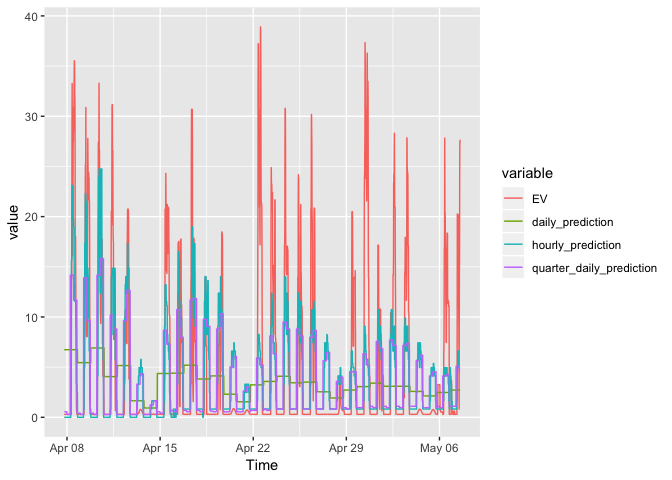 40
30
20
10
0
value
Apr 08 Apr 15 Apr 22 Apr 29 May 06
Time
variable
EV
daily_prediction
hourly_prediction
quarter_daily_prediction